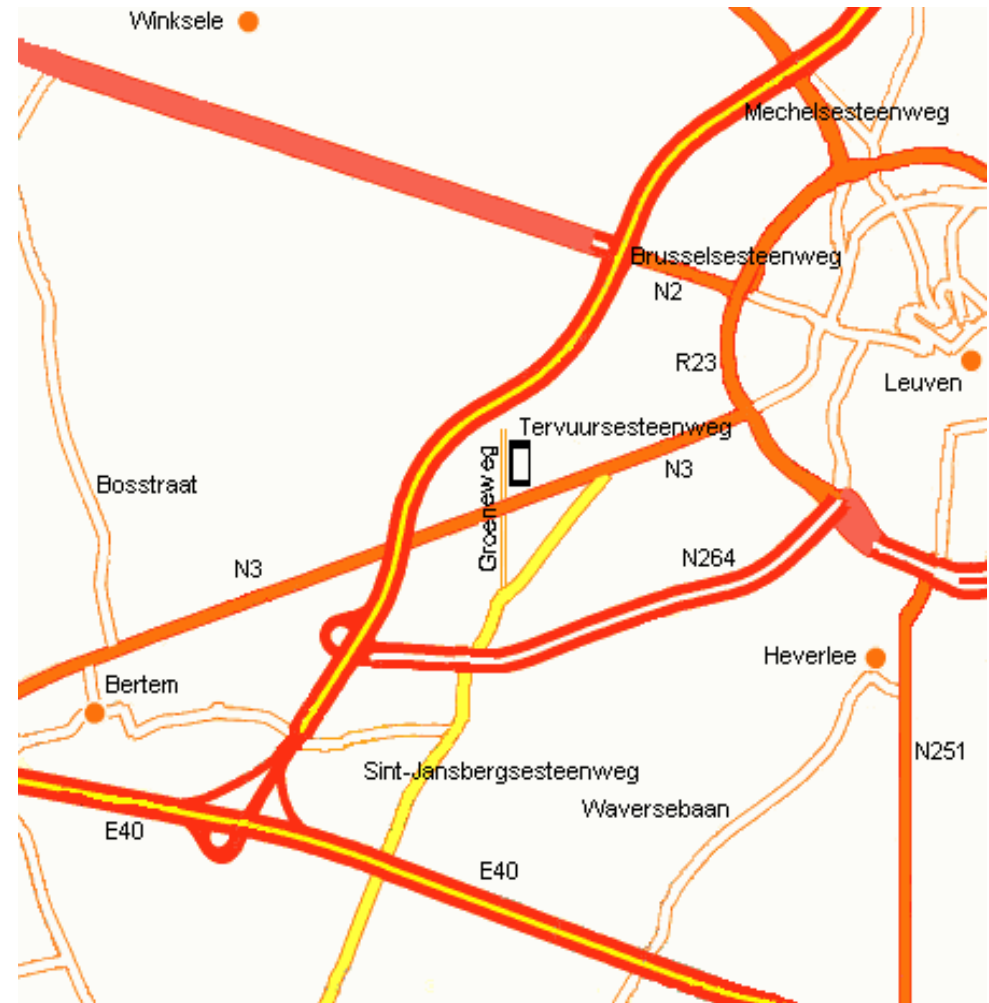 Winksele
Mechelsesteenweg
Brusselsesteenweg
N2
R23
Leuven
Tervuursesteenweg
N3
Groeneweg
Bosstraat
N264
N3
Heverlee
Bertem
N251
Sint-Jansbergsesteenweg
Waversebaan
E40
E40